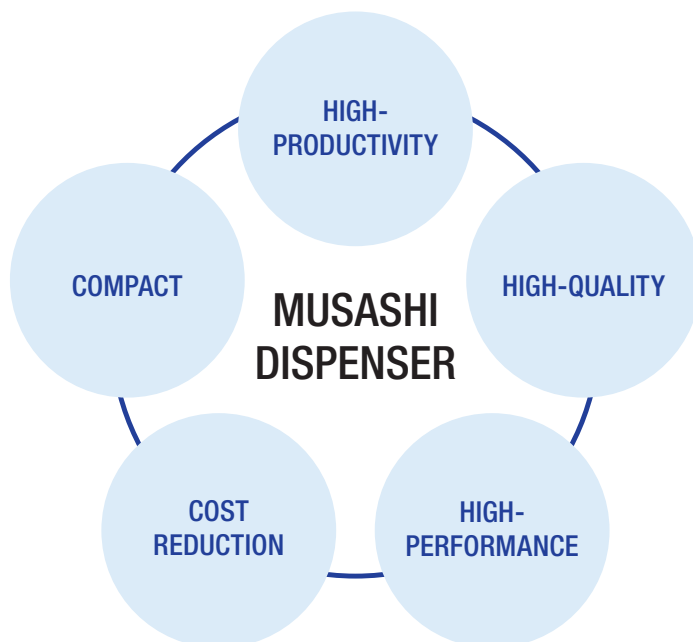 HIGH-
PRODUCTIVITY
COMPACT
HIGH-QUALITY
MUSASHI
DISPENSER
COST
REDUCTION
HIGH-
PERFORMANCE